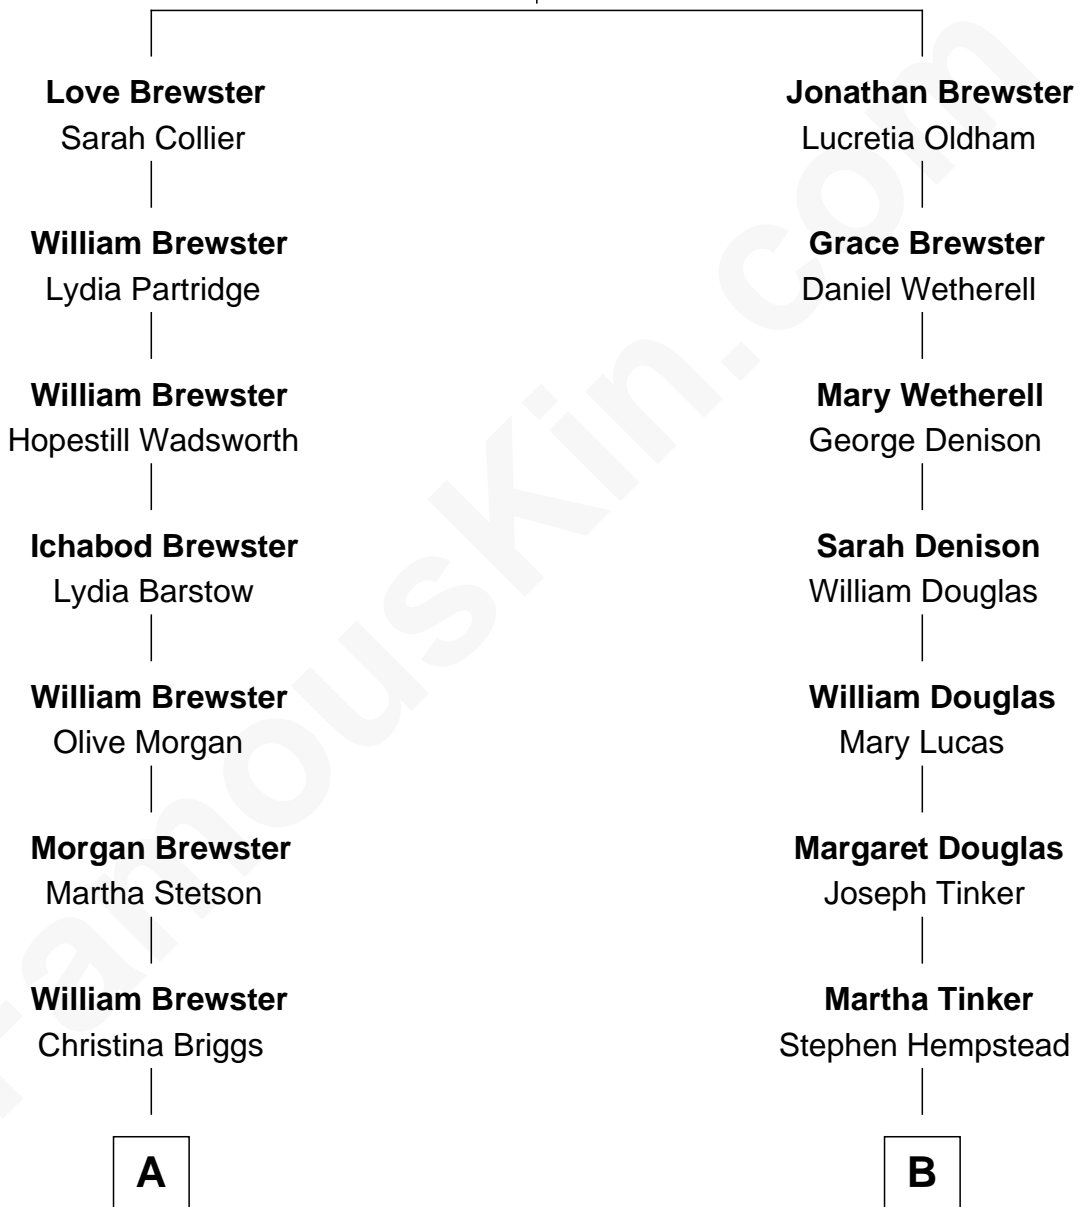 Love Brewster
Sarah Collier
William Brewster
Lydia Partridge
William Brewster
Hopestill Wadsworth
Ichabod Brewster
Lydia Barstow
William Brewster
Olive Morgan
Morgan Brewster
Martha Stetson
William Brewster
Christina Briggs
A
Jonathan Brewster
Lucretia Oldham
Grace Brewster
Daniel Wetherell
Mary Wetherell
George Denison
Sarah Denison
William Douglas
William Douglas
Mary Lucas
Margaret Douglas
Joseph Tinker
Martha Tinker
Stephen Hempstead
B
FamousKin.com